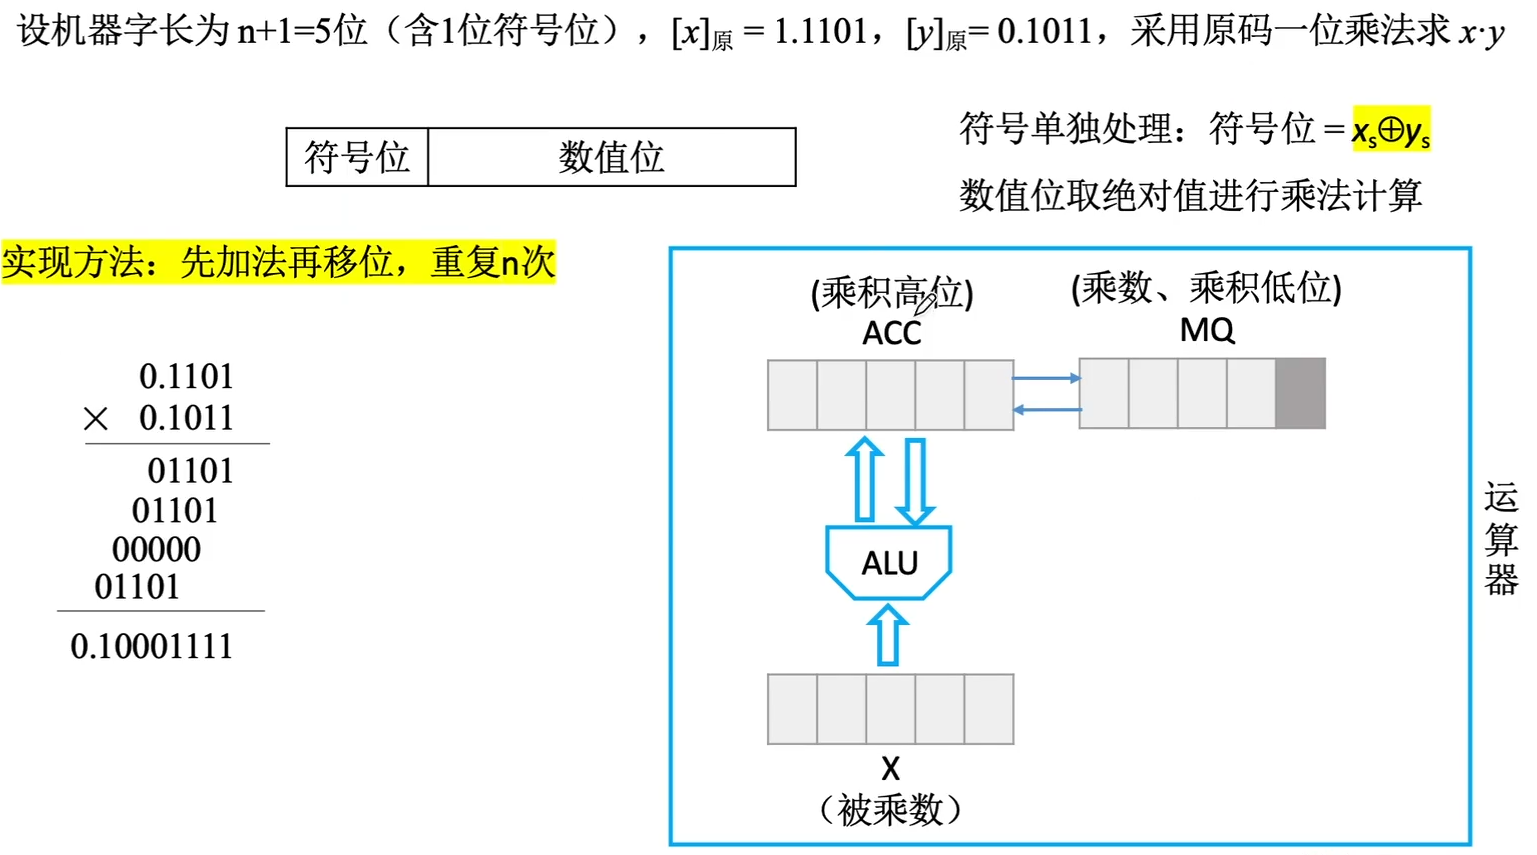 设机器字长为 n+1=5位（含1位符号位），[x]原 = 1.1101，[y]原= 0.1011，采用原码一位乘法求 x·y
符号位 数值位
符号单独处理：符号位 = xs⊕ys
数值位取绝对值进行乘法计算
实现方法：先加法再移位，重复n次
0.1101
× 0.1011
01101
01101
00000
01101
0.10001111
(乘积高位)
ACC
(乘数、乘积低位)
MQ
ALU
X
（被乘数）
运算器